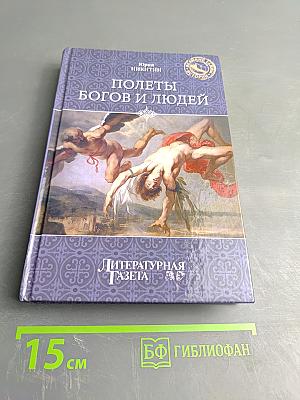 Юрий
НИКИТИН
ПОЛЕТЫ
БОГОВ И ЛЮДЕЙ
ЛИТЕРАТУРНАЯ
ГАЗЕТА
15 см
БФ ГИБЛИОФАН